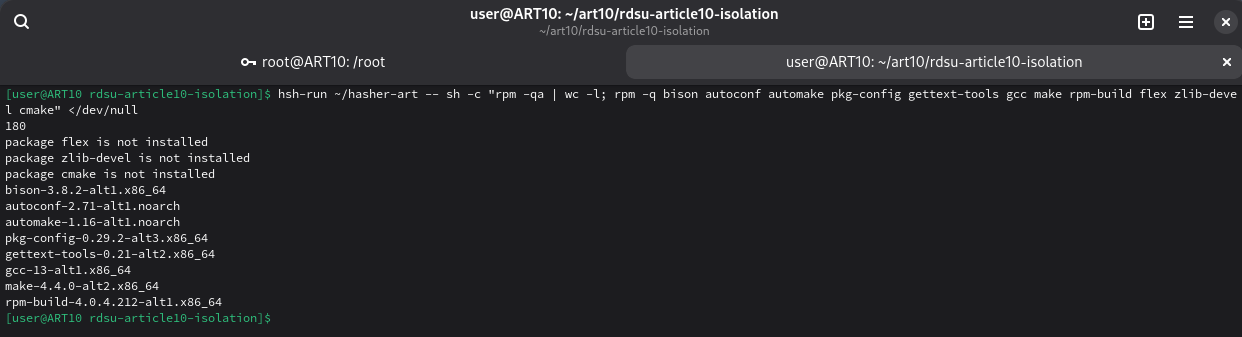 user@ART10: ~/art10/rdsu-article10-isolation
~/art10/rdsu-article10-isolation
root@ART10: /root
user@ART10: ~/art10/rdsu-article10-isolation
[user@ART10 rdsu-article10-isolation]$ hsh-run ~/hasher-art -- sh -c "rpm -qa | wc -l; rpm -q bison autoconf automake pkg-config gettext-tools gcc make rpm-build flex zlib-deve
l cmake" </dev/null
180
package flex is not installed
package zlib-devel is not installed
package cmake is not installed
bison-3.8.2-alt1.x86_64
autoconf-2.71-alt1.noarch
automake-1.16-alt1.noarch
pkg-config-0.29.2-alt3.x86_64
gettext-tools-0.21-alt2.x86_64
gcc-13-alt1.x86_64
make-4.4.0-alt2.x86_64
rpm-build-4.0.4.212-alt1.x86_64
[user@ART10 rdsu-article10-isolation]$